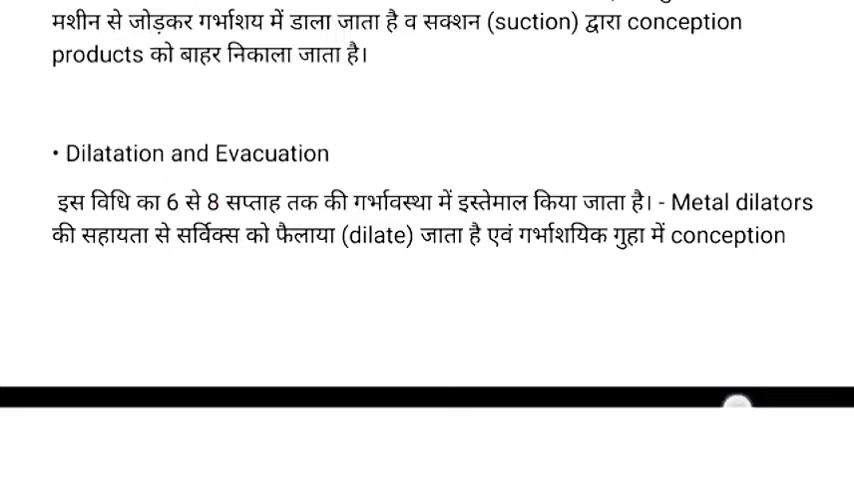 मशीन से जोड़कर गर्भाशय में डाला जाता है व सक्शन (suction) द्वारा conception
products को बाहर निकाला जाता है।
• Dilatation and Evacuation
इस विधि का 6 से 8 सप्ताह तक की गर्भावस्था में इस्तेमाल किया जाता है। - Metal dilators
की सहायता से सर्विक्स को फैलाया (dilate) जाता है एवं गर्भाशयिक गुहा में conception